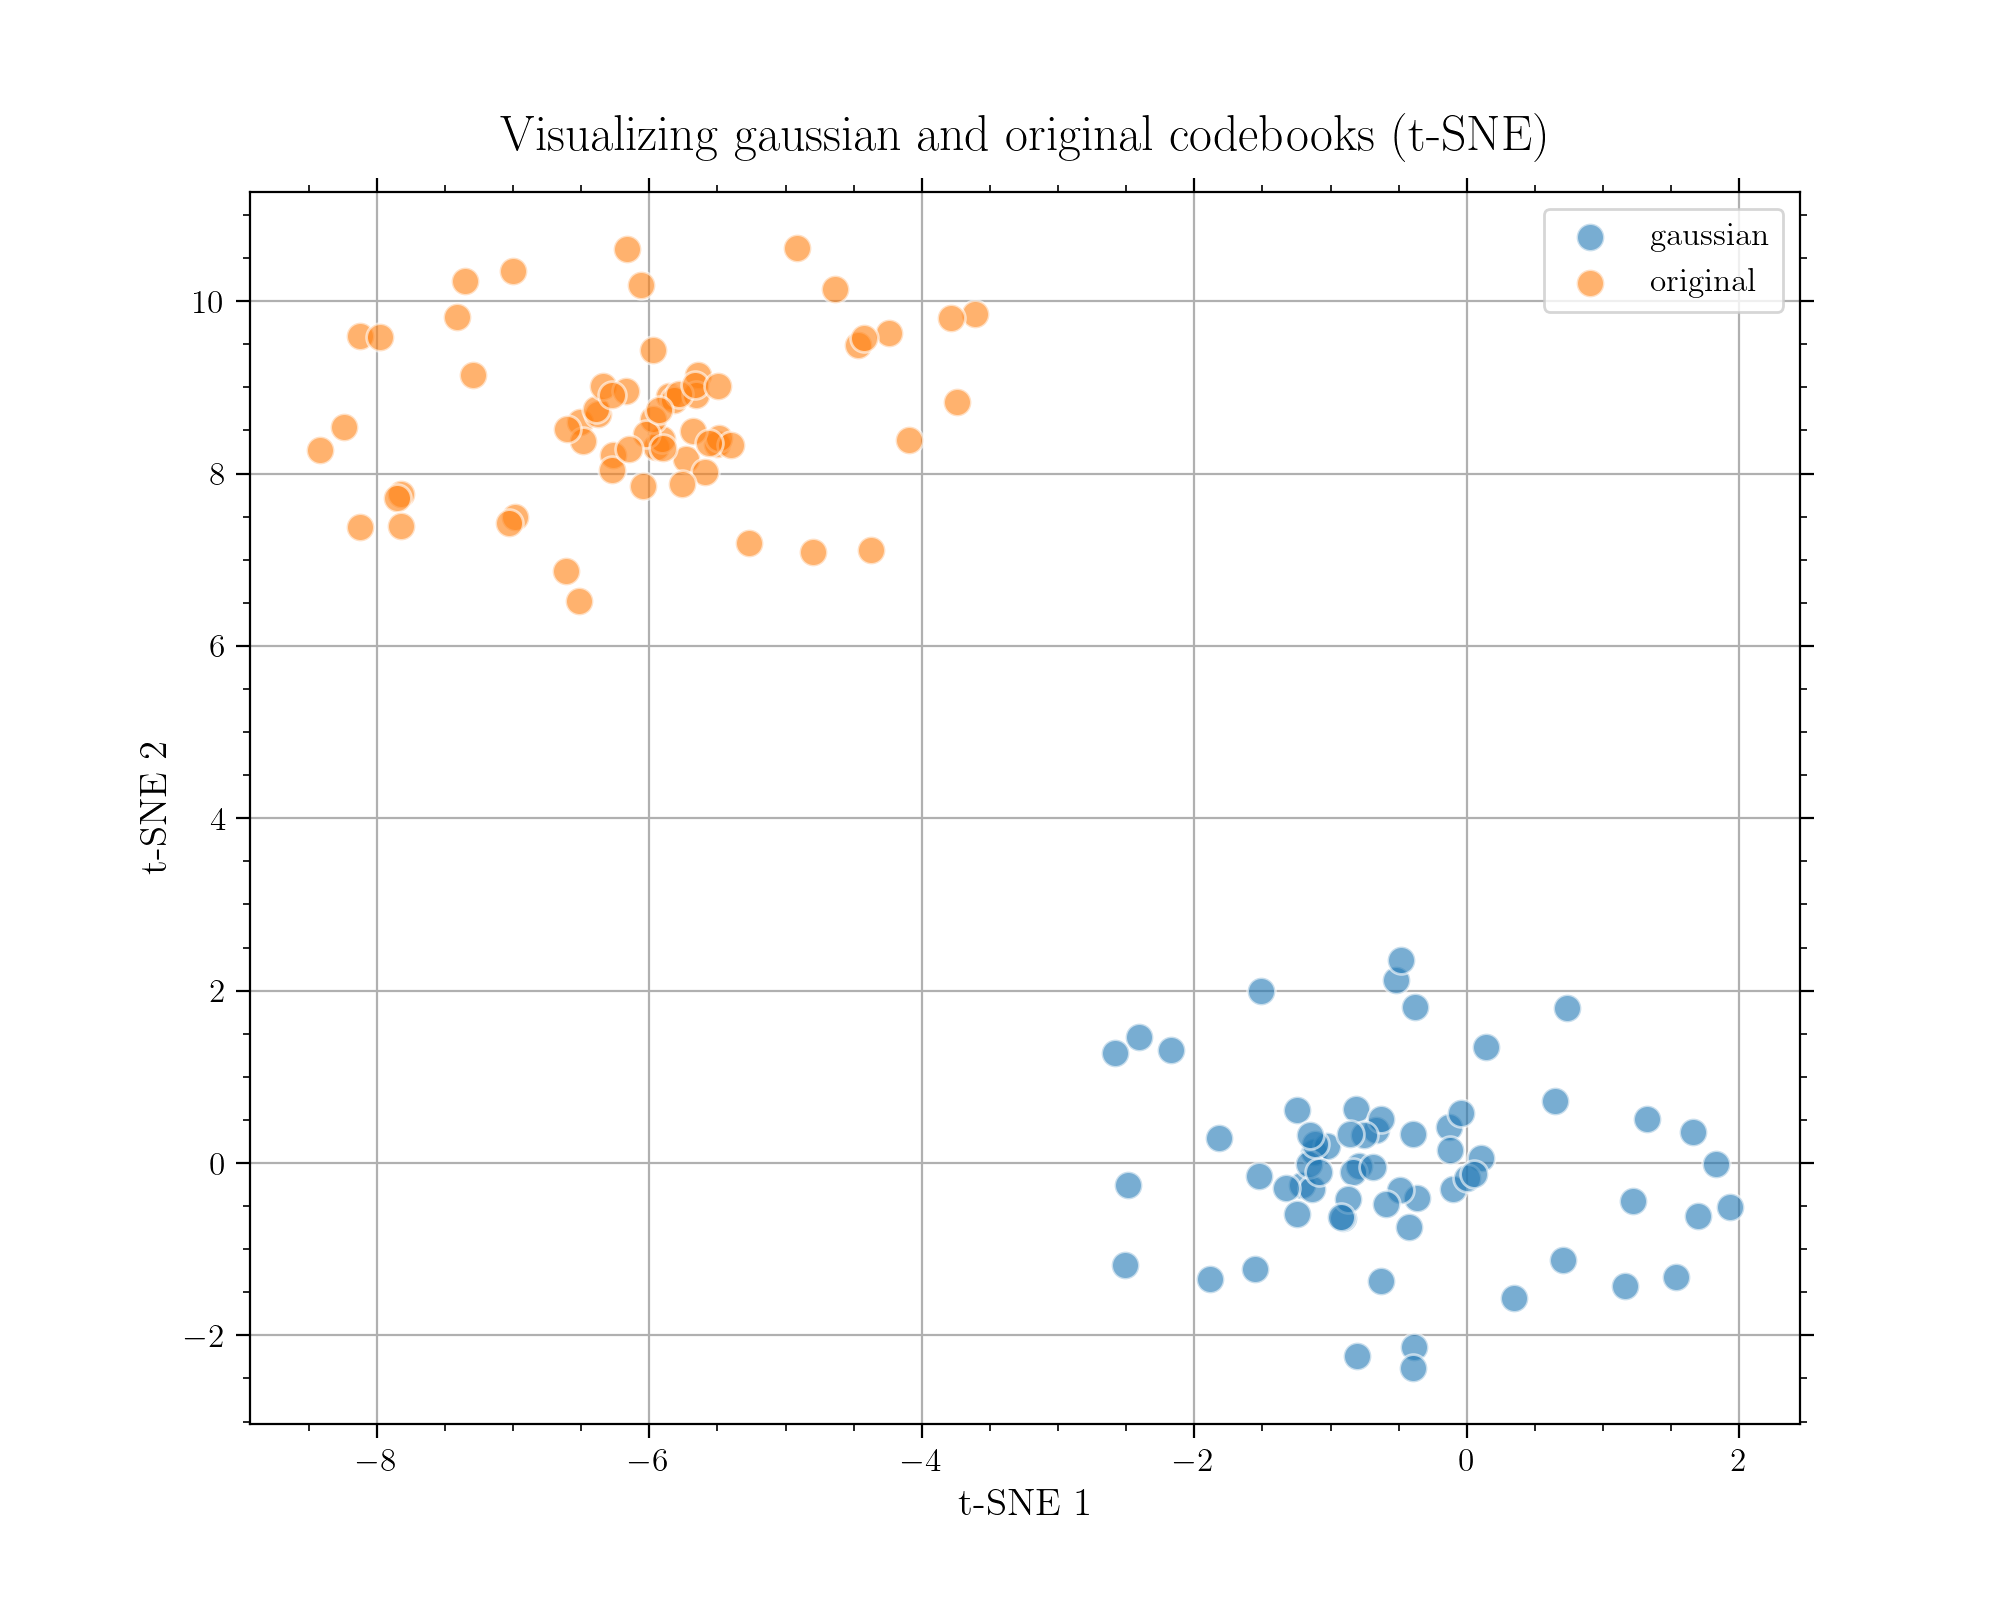 Visualizing gaussian and original codebooks (t-SNE)
gaussian
original
10
8
6
4
2
0
−2
t-SNE 2
−8 −6 −4 −2 0 2
t-SNE 1